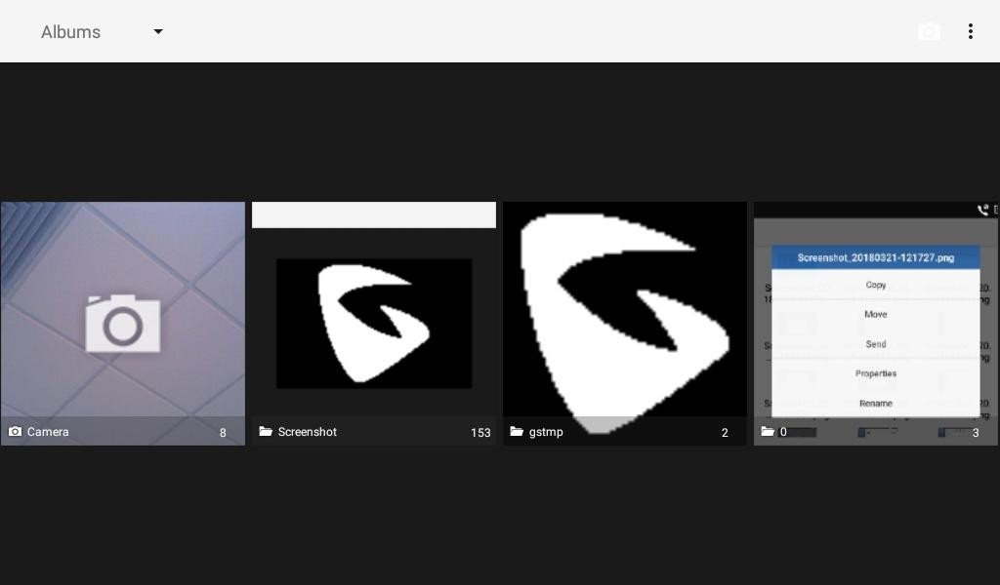 Albums
Screenshot_20180321-121727.png
Copy
Move
Send
Properties
Rename
Camera 8
Screenshot 153
gstmp 2
0 3